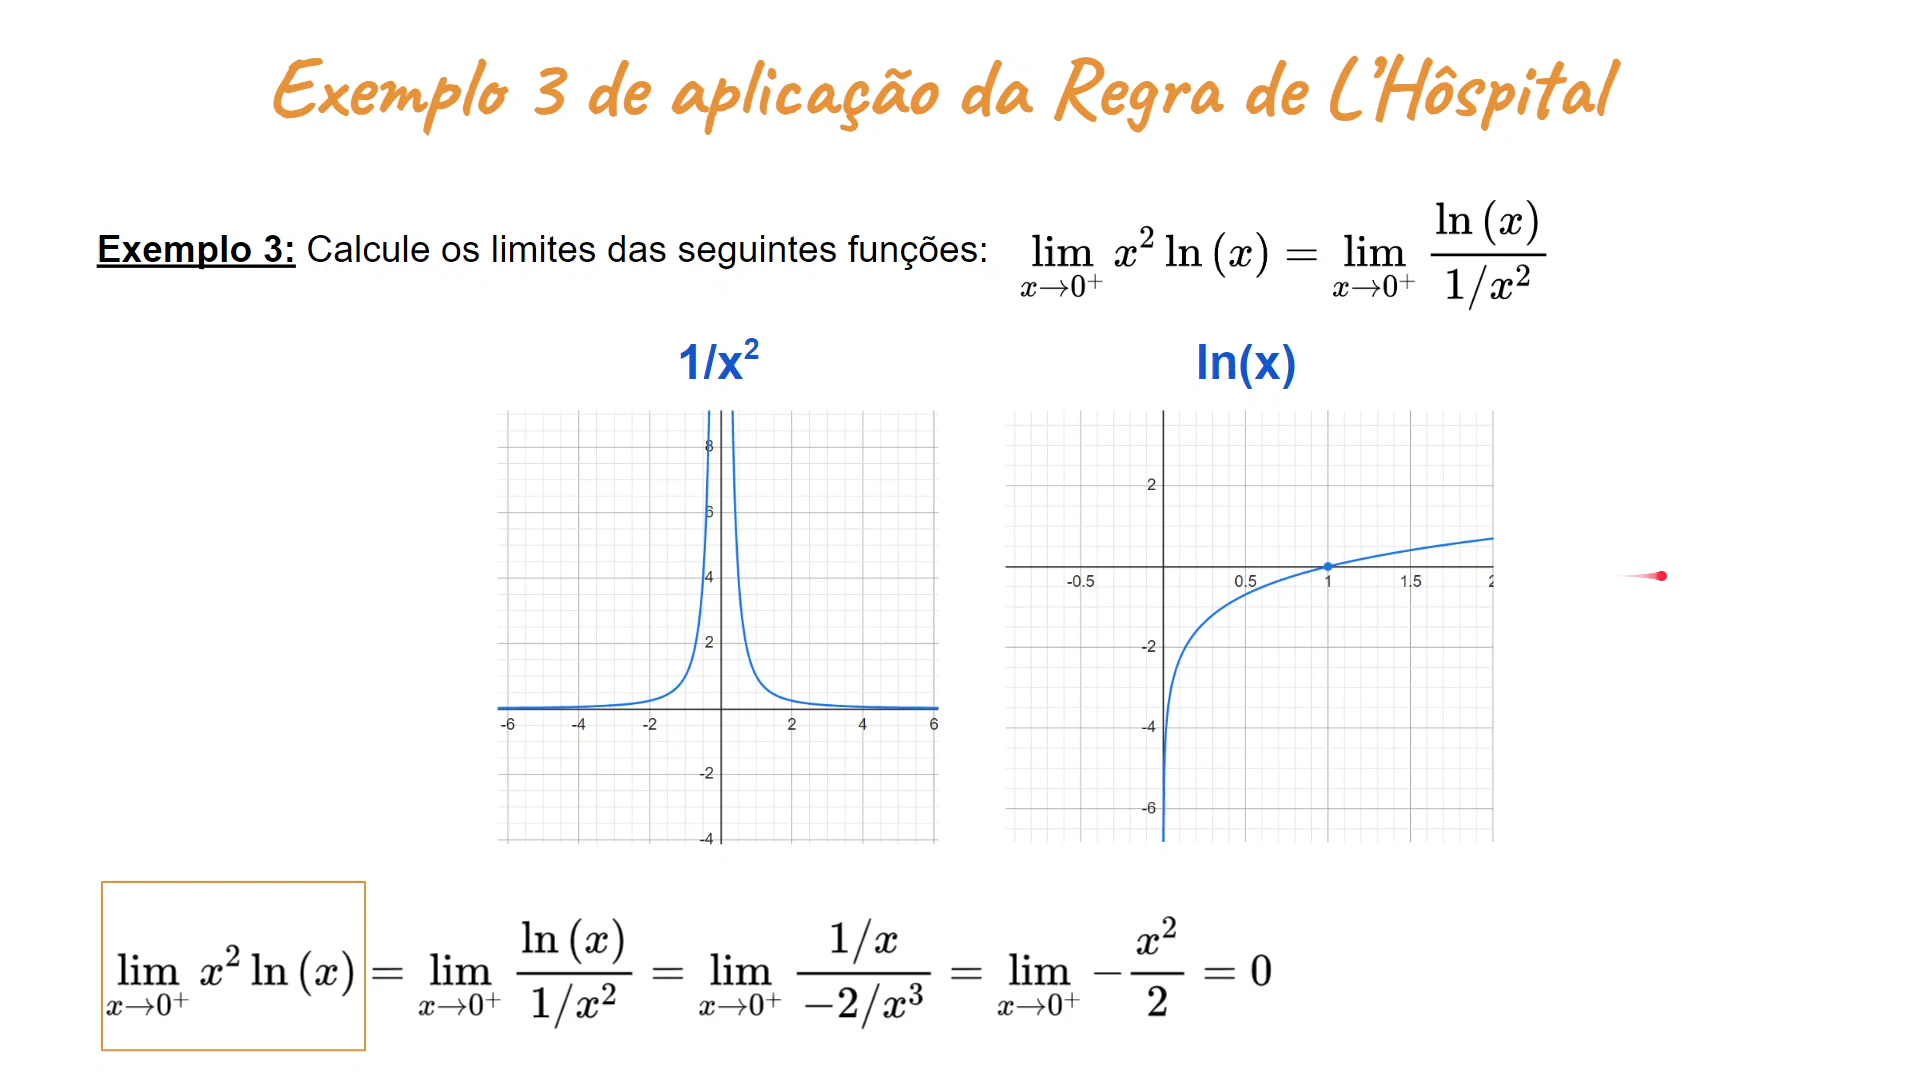 Exemplo 3 de aplicação da Regra de L'Hôspital
Exemplo 3: Calcule os limites das seguintes funções: lim x→0⁺ x² ln (x) = lim x→0⁺ ln (x) / 1/x²
1/x² ln(x)
8
6
4
2
-6 -4 -2 2 4 6
-2
-4
2
-0.5 0.5 1 1.5 2
-2
-4
-6
lim x→0⁺ x² ln (x) = lim x→0⁺ ln (x) / 1/x² = lim x→0⁺ 1/x / −2/x³ = lim x→0⁺ − x² / 2 = 0